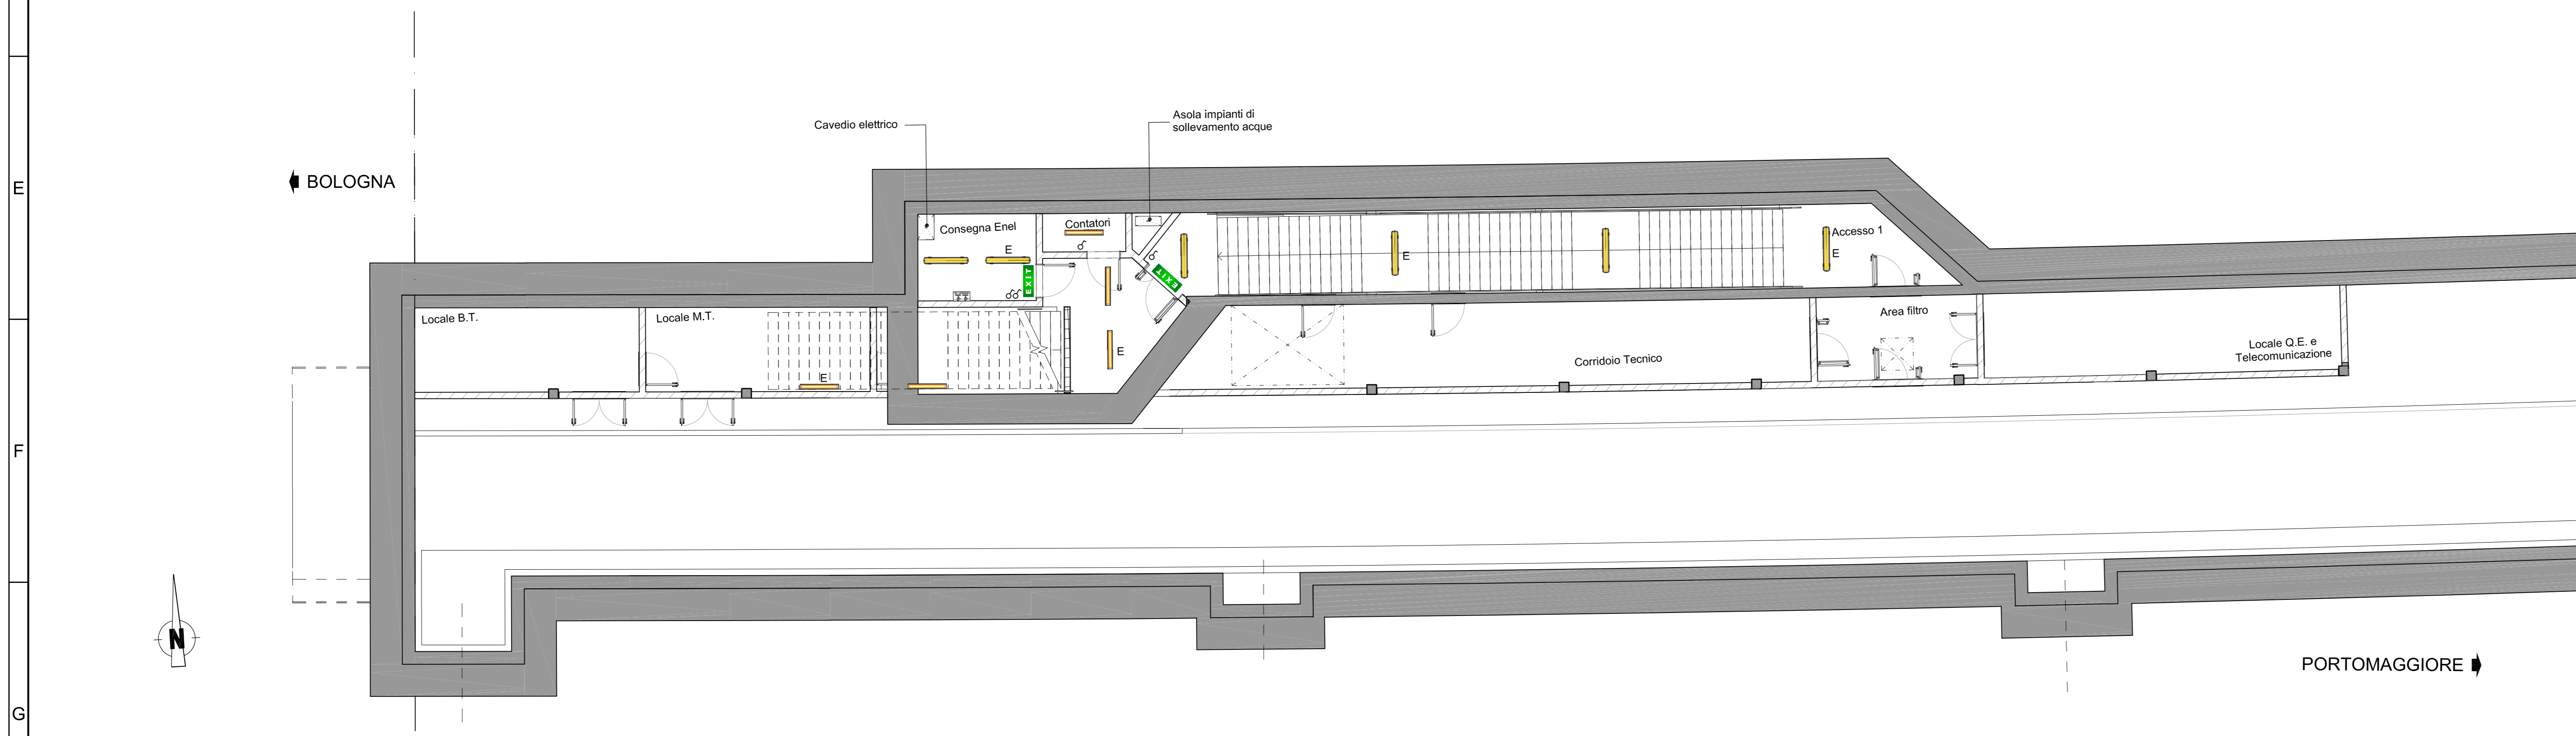 Cavedio elettrico
Asola impianti di
sollevamento acque
E
BOLOGNA
Consegna Enel
Contatori
Accesso 1
E
E
E
EXIT
EXIT
Locale B.T.
Locale M.T.
Area filtro
E
E
Corridoio Tecnico
Locale Q.E. e
Telecomunicazione
F
N
PORTOMAGGIORE
G